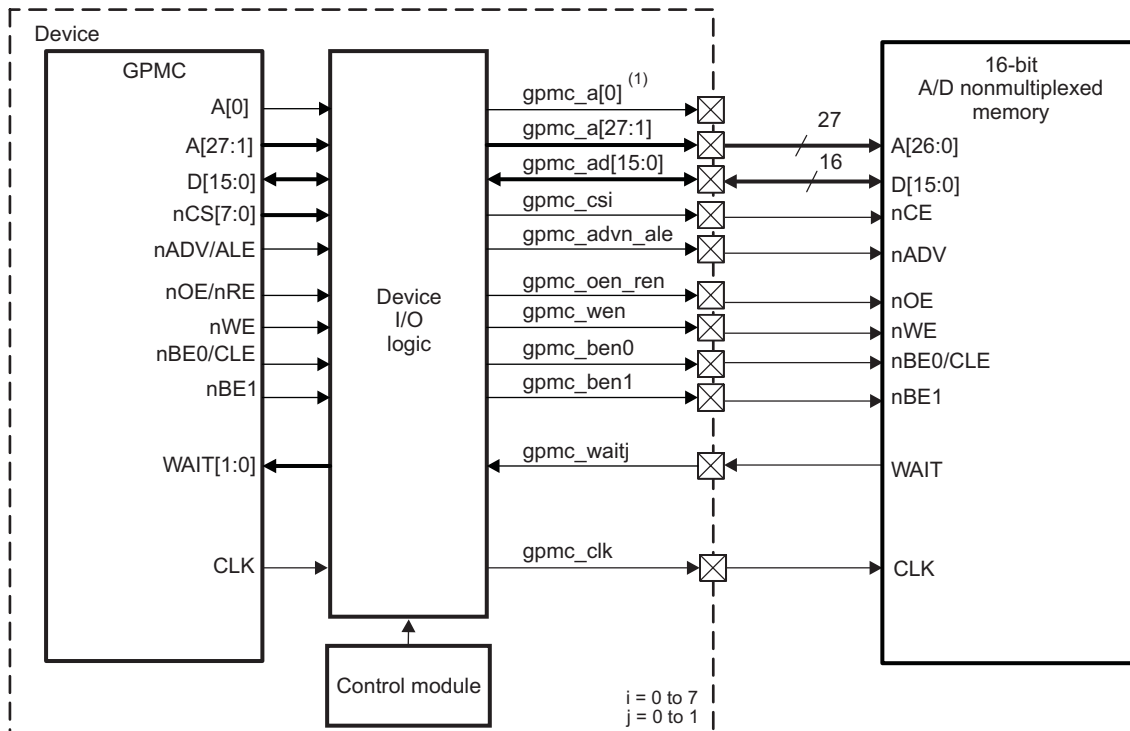 Device
GPMC
A[0]
A[27:1]
D[15:0]
nCS[7:0]
nADV/ALE
nOE/nRE
nWE
nBE0/CLE
nBE1
WAIT[1:0]
CLK
Device
I/O
logic
Control module
gpmc_a[0] (1)
gpmc_a[27:1]
gpmc_ad[15:0]
gpmc_csi
gpmc_advn_ale
gpmc_oen_ren
gpmc_wen
gpmc_ben0
gpmc_ben1
gpmc_waitj
gpmc_clk
i = 0 to 7
j = 0 to 1
27
16
16-bit
A/D nonmultiplexed
memory
A[26:0]
D[15:0]
nCE
nADV
nOE
nWE
nBE0/CLE
nBE1
WAIT
CLK